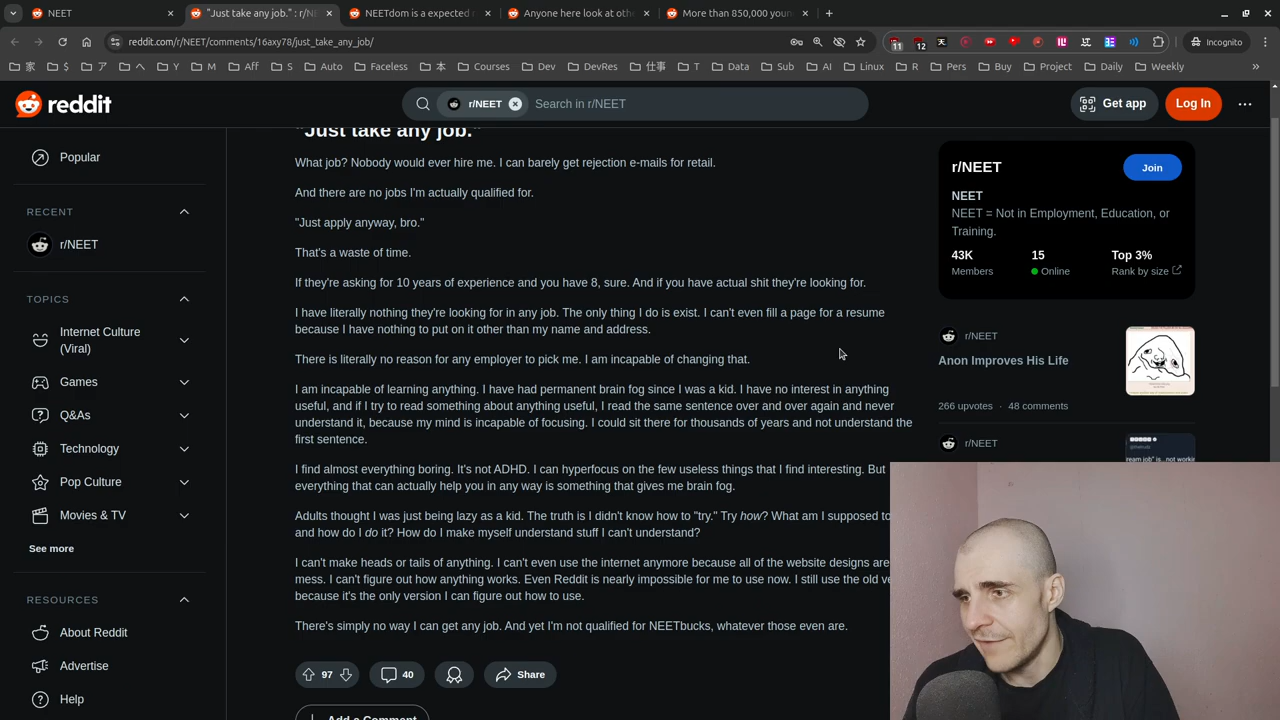 NEET
"Just take any job." : r/NE
NEETdom is a expected r
Anyone here look at oth
More than 850,000 youn
reddit.com/r/NEET/comments/16axy78/just_take_any_job/
11
12
Incognito
家
$
ア
へ
Y
M
Aff
S
Auto
Faceless
本
Courses
Dev
DevRes
仕事
T
Data
Sub
AI
Linux
R
Pers
Buy
Project
Daily
Weekly
»
reddit
r/NEET
Search in r/NEET
Get app
Log In
Popular
RECENT
r/NEET
TOPICS
Internet Culture
(Viral)
Games
Q&As
Technology
Pop Culture
Movies & TV
See more
RESOURCES
About Reddit
Advertise
Help
"Just take any job."
What job? Nobody would ever hire me. I can barely get rejection e-mails for retail.
And there are no jobs I'm actually qualified for.
"Just apply anyway, bro."
That's a waste of time.
If they're asking for 10 years of experience and you have 8, sure. And if you have actual shit they're looking for.
I have literally nothing they're looking for in any job. The only thing I do is exist. I can't even fill a page for a resume
because I have nothing to put on it other than my name and address.
There is literally no reason for any employer to pick me. I am incapable of changing that.
I am incapable of learning anything. I have had permanent brain fog since I was a kid. I have no interest in anything
useful, and if I try to read something about anything useful, I read the same sentence over and over again and never
understand it, because my mind is incapable of focusing. I could sit there for thousands of years and not understand the
first sentence.
I find almost everything boring. It's not ADHD. I can hyperfocus on the few useless things that I find interesting. But
everything that can actually help you in any way is something that gives me brain fog.
Adults thought I was just being lazy as a kid. The truth is I didn't know how to "try." Try how? What am I supposed to
and how do I do it? How do I make myself understand stuff I can't understand?
I can't make heads or tails of anything. I can't even use the internet anymore because all of the website designs are
mess. I can't figure out how anything works. Even Reddit is nearly impossible for me to use now. I still use the old ve
because it's the only version I can figure out how to use.
There's simply no way I can get any job. And yet I'm not qualified for NEETbucks, whatever those even are.
97
40
Share
Add a Comment
r/NEET
Join
NEET
NEET = Not in Employment, Education, or
Training.
43K
15
Top 3%
Members
Online
Rank by size
r/NEET
Anon Improves His Life
266 upvotes · 48 comments
r/NEET